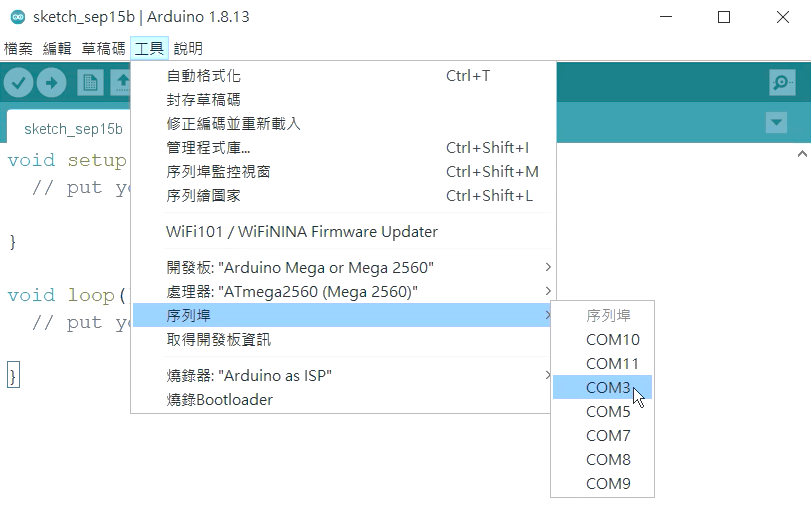 sketch_sep15b | Arduino 1.8.13
檔案 編輯 草稿碼 工具 說明
sketch_sep15b
自動格式化 Ctrl+T
封存草稿碼
修正編碼並重新載入
管理程式庫... Ctrl+Shift+I
序列埠監控視窗 Ctrl+Shift+M
序列繪圖家 Ctrl+Shift+L
WiFi101 / WiFiNINA Firmware Updater
開發板: "Arduino Mega or Mega 2560"
處理器: "ATmega2560 (Mega 2560)"
序列埠
取得開發板資訊
燒錄器: "Arduino as ISP"
燒錄Bootloader
序列埠
COM10
COM11
COM3
COM5
COM7
COM8
COM9
void setup
// put yo
}
void loop(
// put yo
}